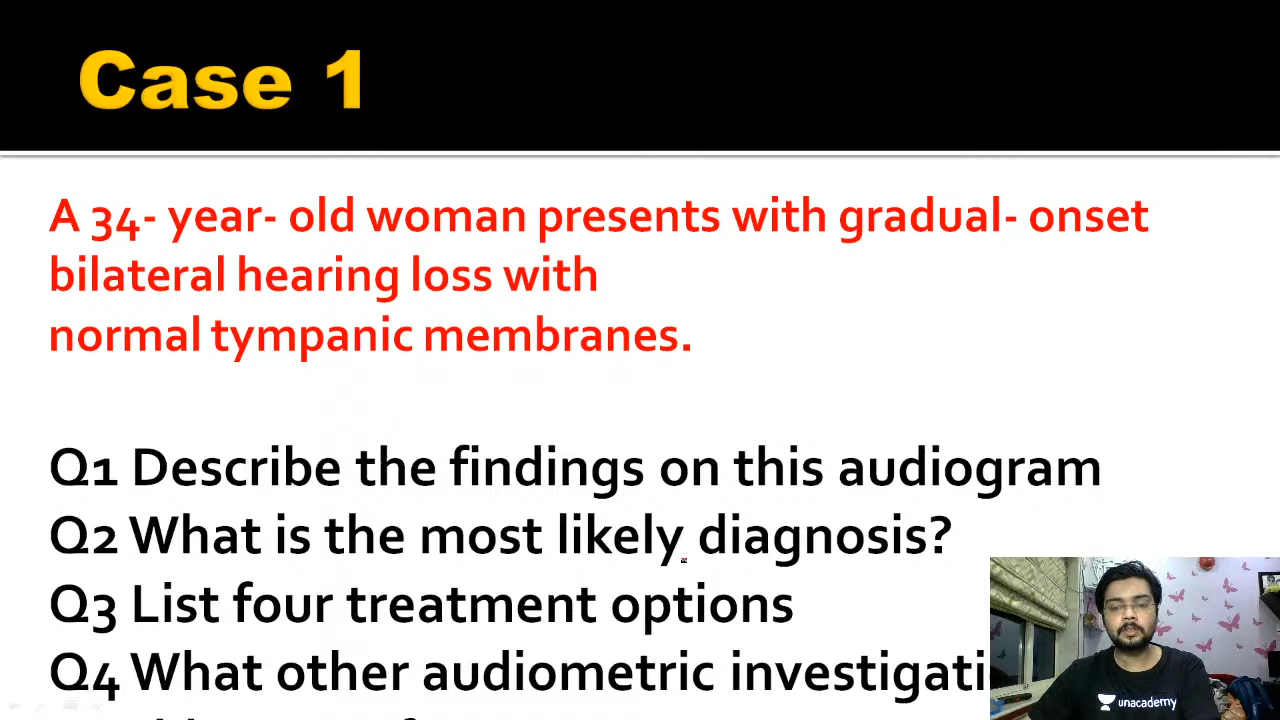 Case 1
A 34- year- old woman presents with gradual- onset
bilateral hearing loss with
normal tympanic membranes.
Q1 Describe the findings on this audiogram
Q2 What is the most likely diagnosis?
Q3 List four treatment options
Q4 What other audiometric investigati
unacademy